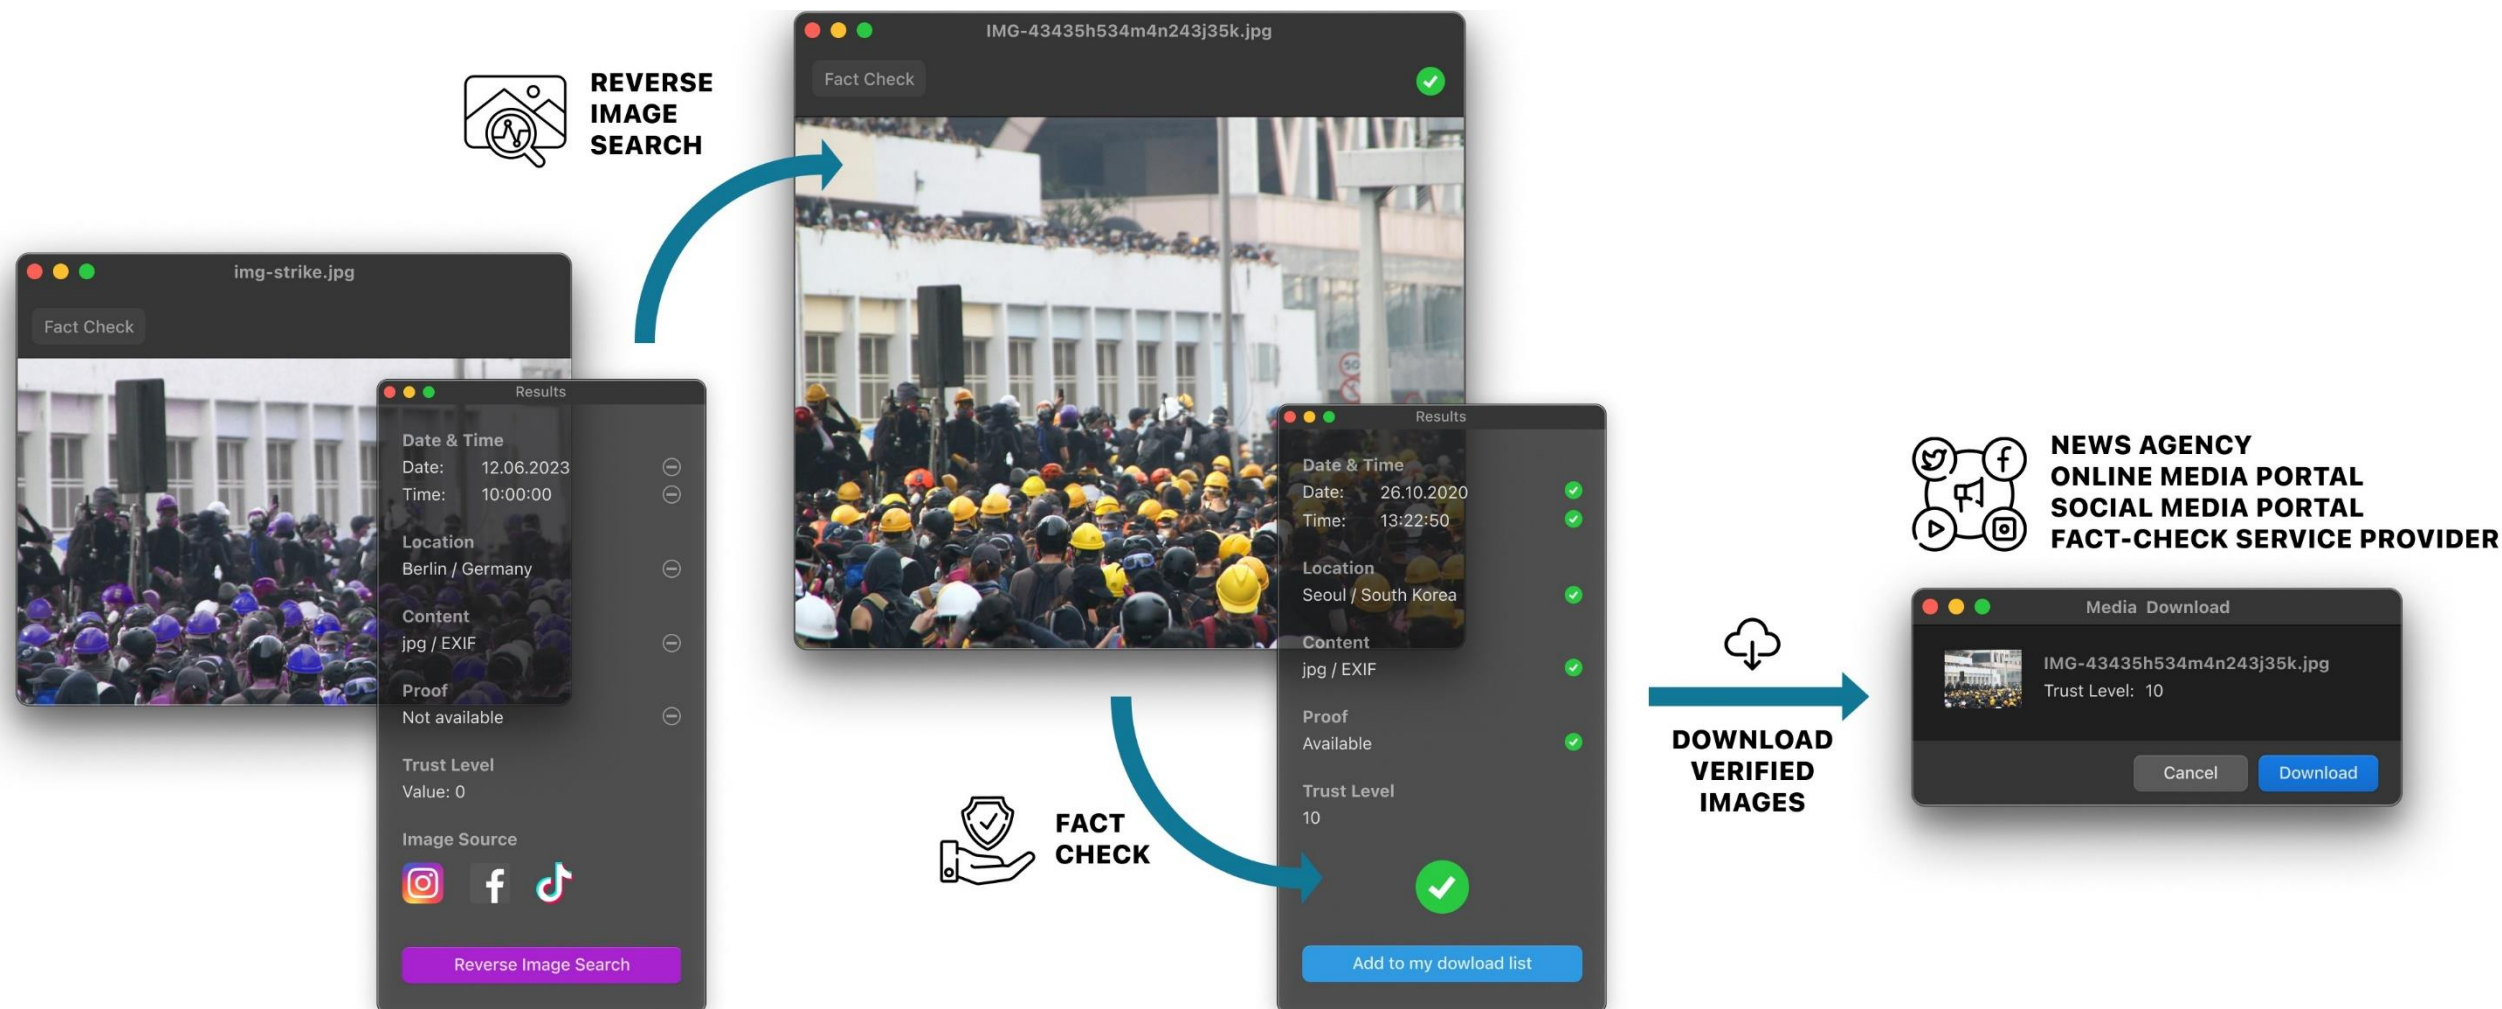 REVERSE
IMAGE
SEARCH
img-strike.jpg
Fact Check
Results
Date & Time
Date: 12.06.2023
Time: 10:00:00
Location
Berlin / Germany
Content
jpg / EXIF
Proof
Not available
Trust Level
Value: 0
Image Source
Reverse Image Search
IMG-43435h534m4n243j35k.jpg
Fact Check
50
FACT
CHECK
Results
Date & Time
Date: 26.10.2020
Time: 13:22:50
Location
Seoul / South Korea
Content
jpg / EXIF
Proof
Available
Trust Level
10
Add to my dowload list
DOWNLOAD
VERIFIED
IMAGES
NEWS AGENCY
ONLINE MEDIA PORTAL
SOCIAL MEDIA PORTAL
FACT-CHECK SERVICE PROVIDER
Media Download
IMG-43435h534m4n243j35k.jpg
Trust Level: 10
Cancel
Download